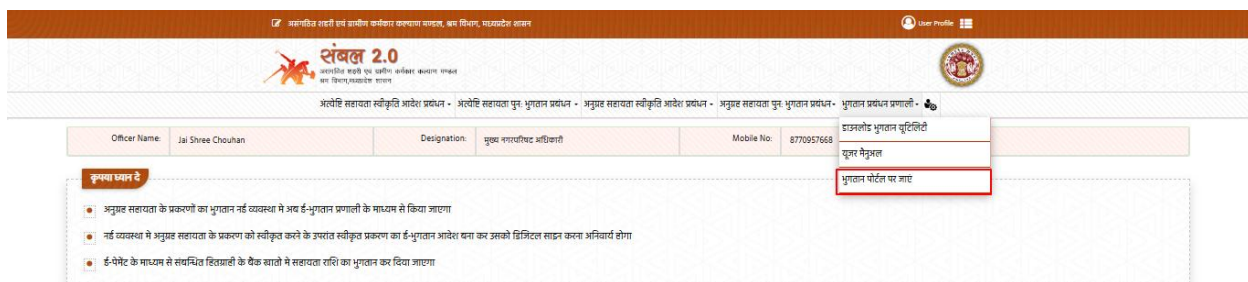 असंगठित शहरी एवं ग्रामीण कर्मकार कल्याण मण्डल, श्रम विभाग, मध्यप्रदेश शासन
User Profile
संबल 2.0
असंगठित शहरी एवं ग्रामीण कर्मकार कल्याण मण्डल
श्रम विभाग,मध्यप्रदेश शासन
अंत्येष्टि सहायता स्वीकृति आदेश प्रबंधन अंत्येष्टि सहायता पुन: भुगतान प्रबंधन अनुग्रह सहायता स्वीकृति आदेश प्रबंधन अनुग्रह सहायता पुन: भुगतान प्रबंधन भुगतान प्रबंधन प्रणाली
डाउनलोड भुगतान यूटिलिटी
यूजर मैनुअल
भुगतान पोर्टल पर जाएं
Officer Name: Jai Shree Chouhan Designation: मुख्य नगरपरिषद अधिकारी Mobile No: 8770957668
कृपया ध्यान दे
अनुग्रह सहायता के प्रकरणों का भुगतान नई व्यवस्था मे अब ई-भुगतान प्रणाली के माध्यम से किया जाएगा
नई व्यवस्था मे अनुग्रह सहायता के प्रकरण को स्वीकृत करने के उपरांत स्वीकृत प्रकरण का ई-भुगतान आदेश बना कर उसको डिजिटल साइन करना अनिवार्य होगा
ई-पेमेंट के माध्यम से संबन्धित हितग्राही के बैंक खातो मे सहायता राशि का भुगतान कर दिया जाएगा